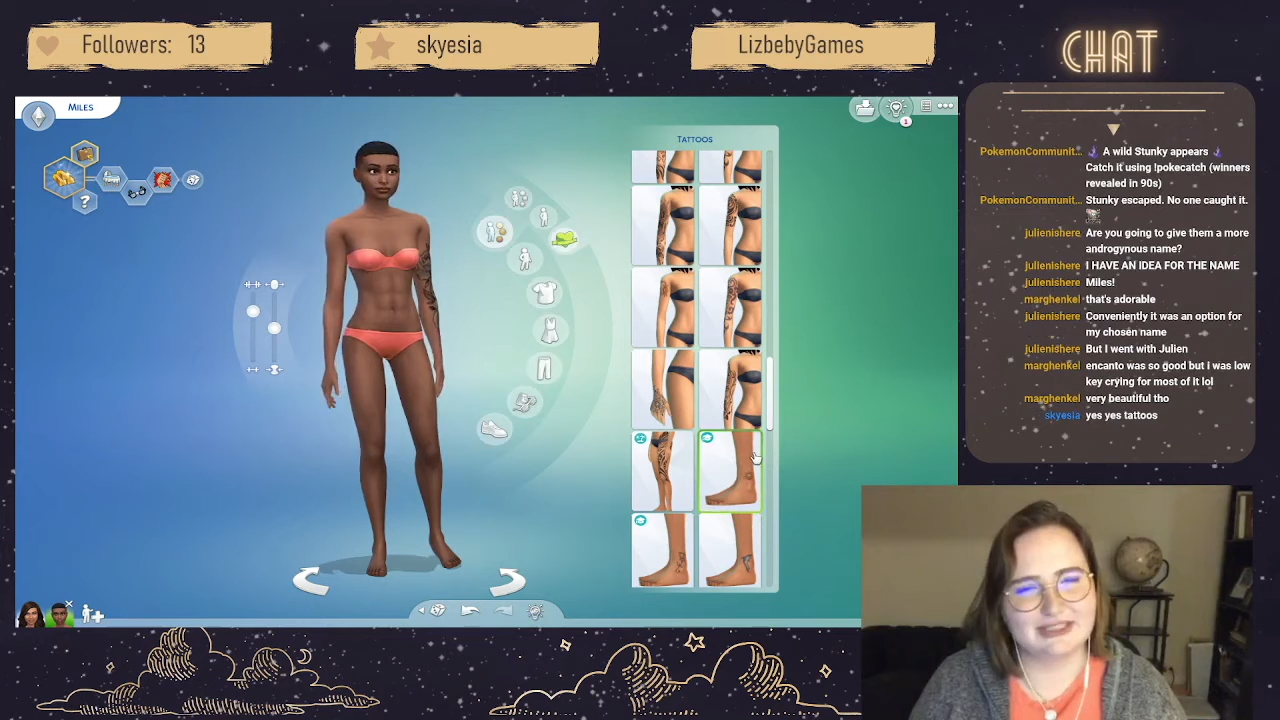 Followers: 13
skyesia
LizbebyGames
CHAT
MILES
1
TATTOOS
?
PokemonCommunit... A wild Stunky appears
Catch it using !pokecatch (winners
revealed in 90s)
PokemonCommunit... Stunky escaped. No one caught it.
julienishere Are you going to give them a more
androgynous name?
julienishere I HAVE AN IDEA FOR THE NAME
julienishere Miles!
marghenkel that's adorable
julienishere Conveniently it was an option for
my chosen name
julienishere But I went with Julien
marghenkel encanto was so good but i was low
key crying for most of it lol
marghenkel very beautiful tho
skyesia yes yes tattoos